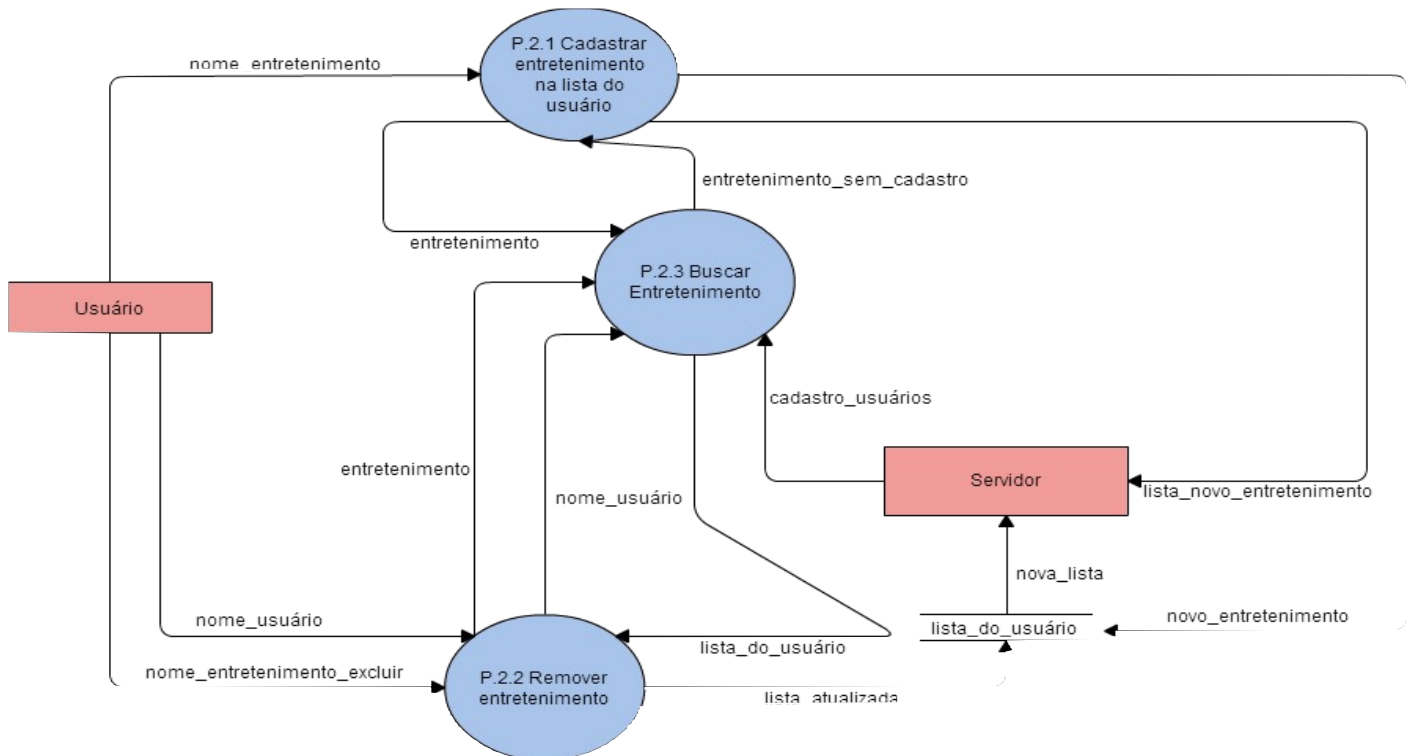 P.2.1 Cadastrar
entretenimento
na lista do
usuário
nome_entretenimento
entretenimento_sem_cadastro
entretenimento
P.2.3 Buscar
Entretenimento
Usuário
cadastro_usuários
entretenimento
nome_usuário
Servidor
lista_novo_entretenimento
nova_lista
nome_usuário
lista_do_usuário
lista_do_usuário
novo_entretenimento
nome_entretenimento_excluir
P.2.2 Remover
entretenimento
lista_atualizada